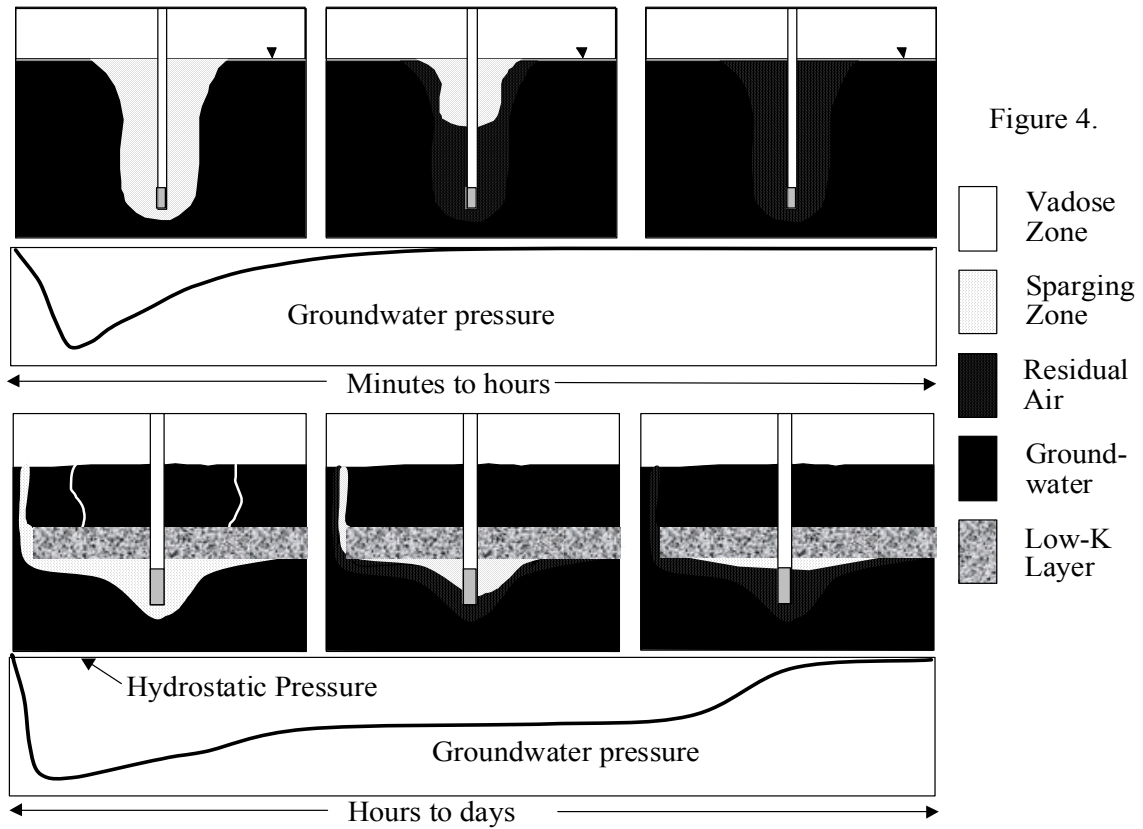 Figure 4.
Vadose
Zone
Sparging
Zone
Residual
Air
Ground-
water
Low-K
Layer
Groundwater pressure
Minutes to hours
Hydrostatic Pressure
Groundwater pressure
Hours to days